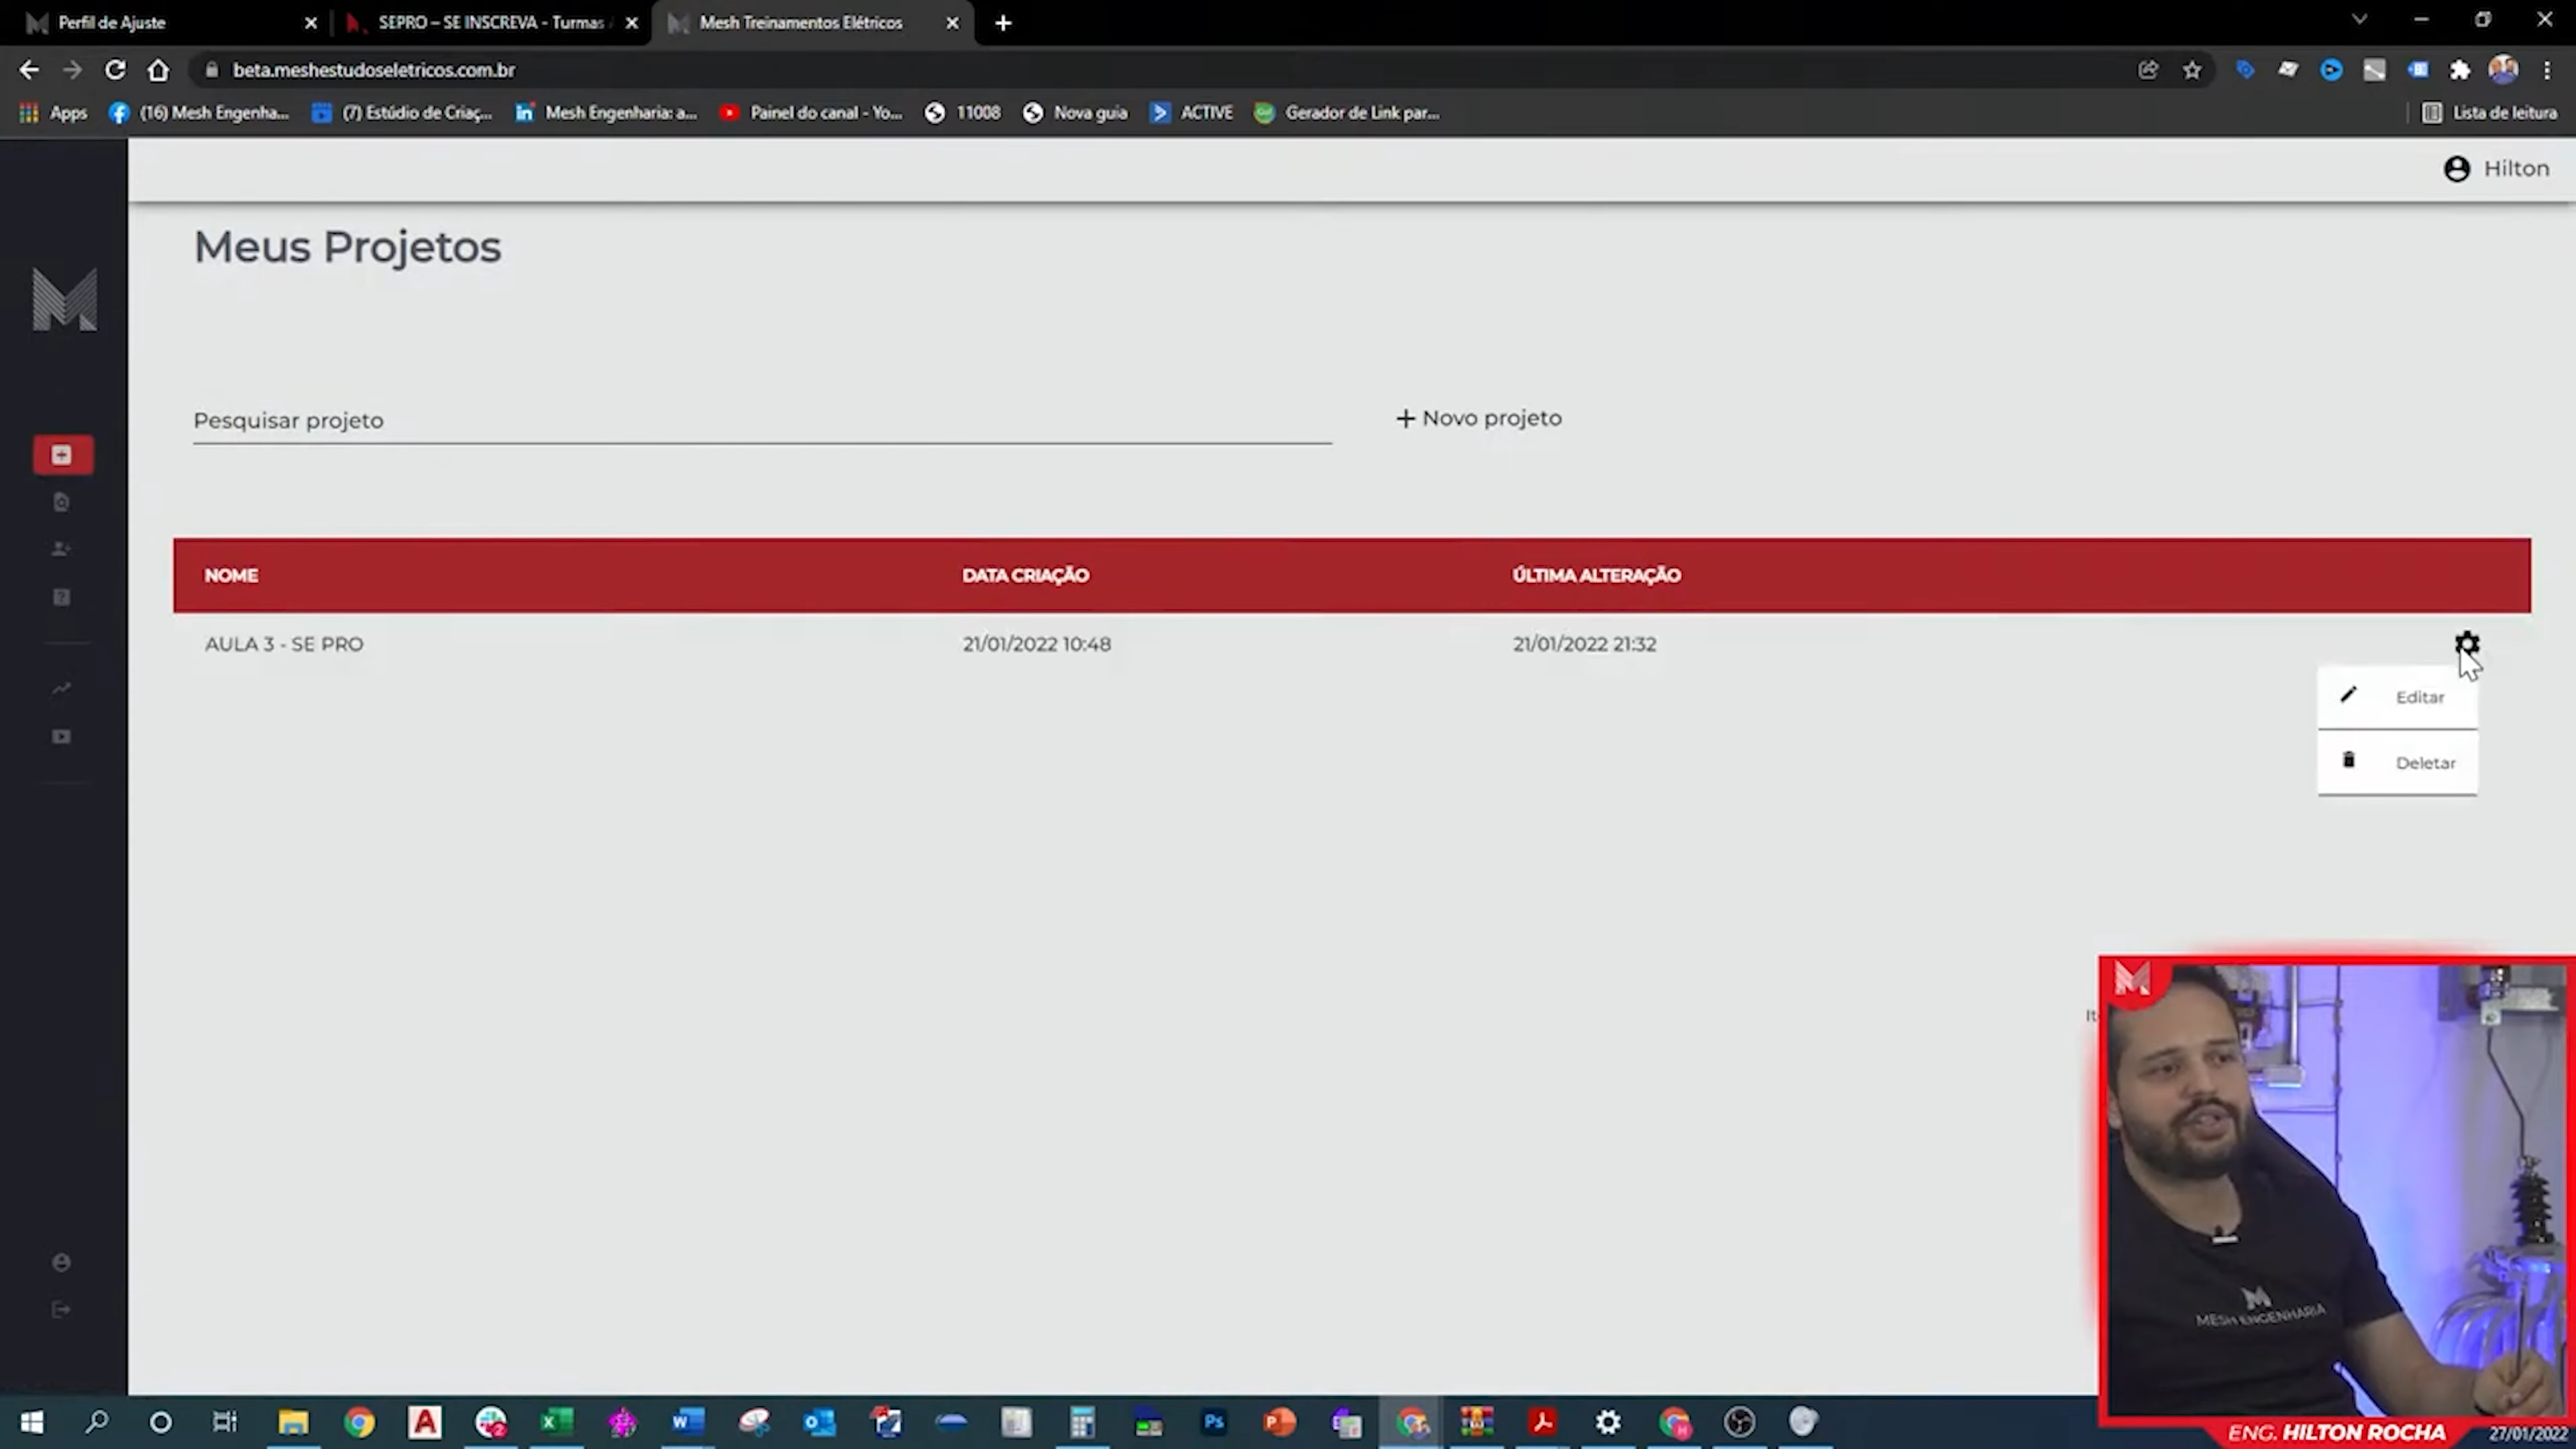 Perfil de Ajuste
SEPRO – SE INSCREVA - Turmas
Mesh Treinamentos Elétricos
beta.meshestudoseletricos.com.br
Apps
(16) Mesh Engenha...
(7) Estúdio de Criaç...
Mesh Engenharia: a...
Painel do canal - Yo...
11008
Nova guia
ACTIVE
Gerador de Link par...
Lista de leitura
Hilton
Meus Projetos
Pesquisar projeto
+ Novo projeto
NOME
DATA CRIAÇÃO
ÚLTIMA ALTERAÇÃO
AULA 3 - SE PRO
21/01/2022 10:48
21/01/2022 21:32
Editar
Deletar
MESH ENGENHARIA
ENG. HILTON ROCHA
27/01/2022